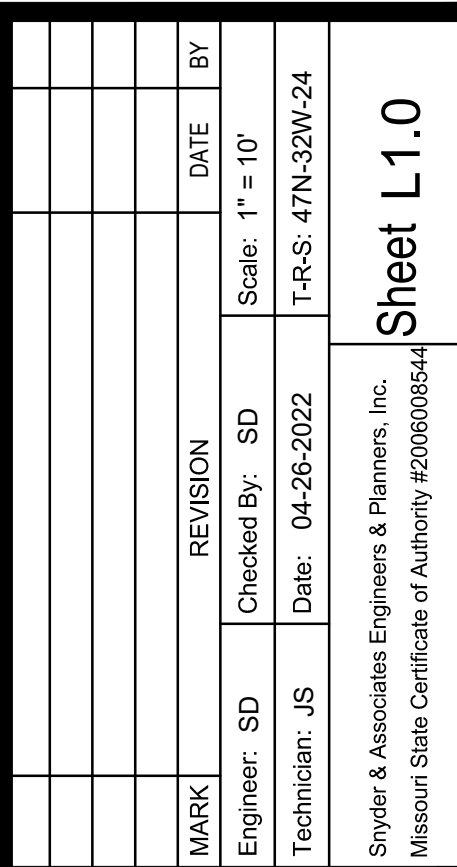 MARK REVISION DATE BY
Engineer: SD Checked By: SD Scale: 1" = 10'
Technician: JS Date: 04-26-2022 T-R-S: 47N-32W-24
Snyder & Associates Engineers & Planners, Inc.
Missouri State Certificate of Authority #2006008544
Sheet L1.0